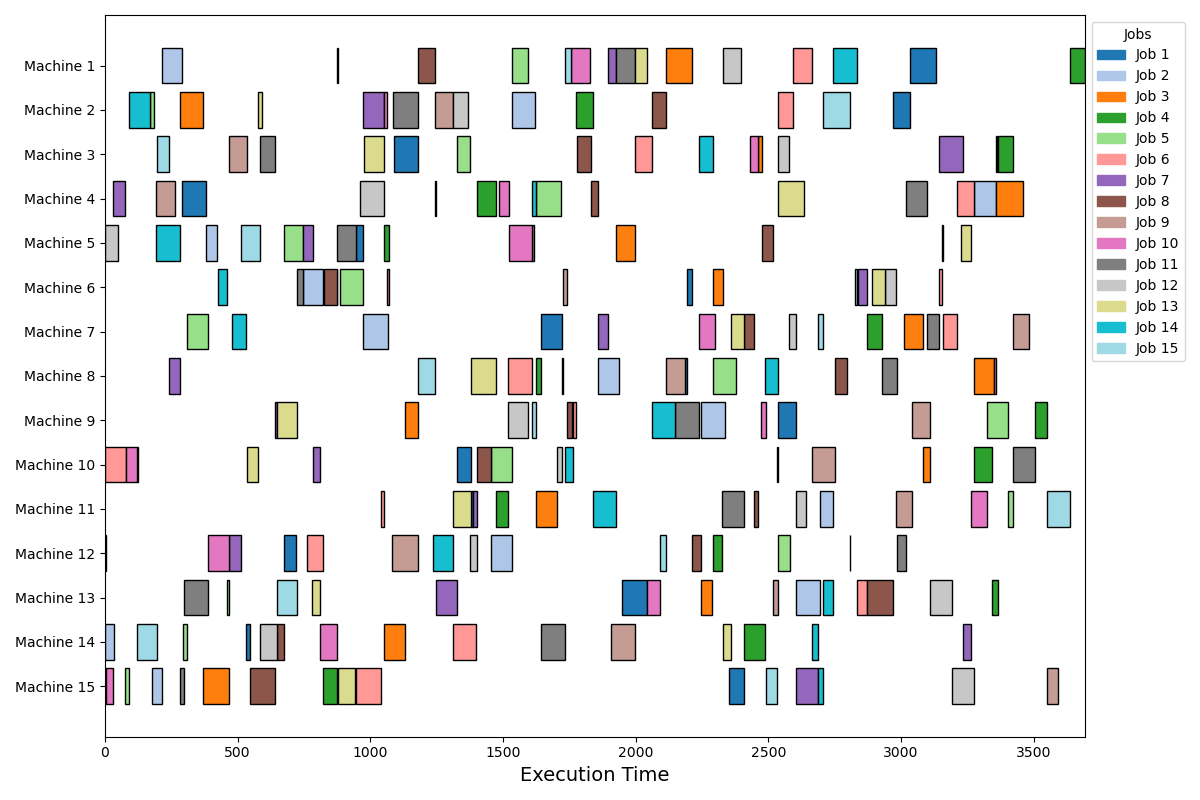 Machine 1
Machine 2
Machine 3
Machine 4
Machine 5
Machine 6
Machine 7
Machine 8
Machine 9
Machine 10
Machine 11
Machine 12
Machine 13
Machine 14
Machine 15
0 500 1000 1500 2000 2500 3000 3500
Execution Time
Jobs
Job 1
Job 2
Job 3
Job 4
Job 5
Job 6
Job 7
Job 8
Job 9
Job 10
Job 11
Job 12
Job 13
Job 14
Job 15